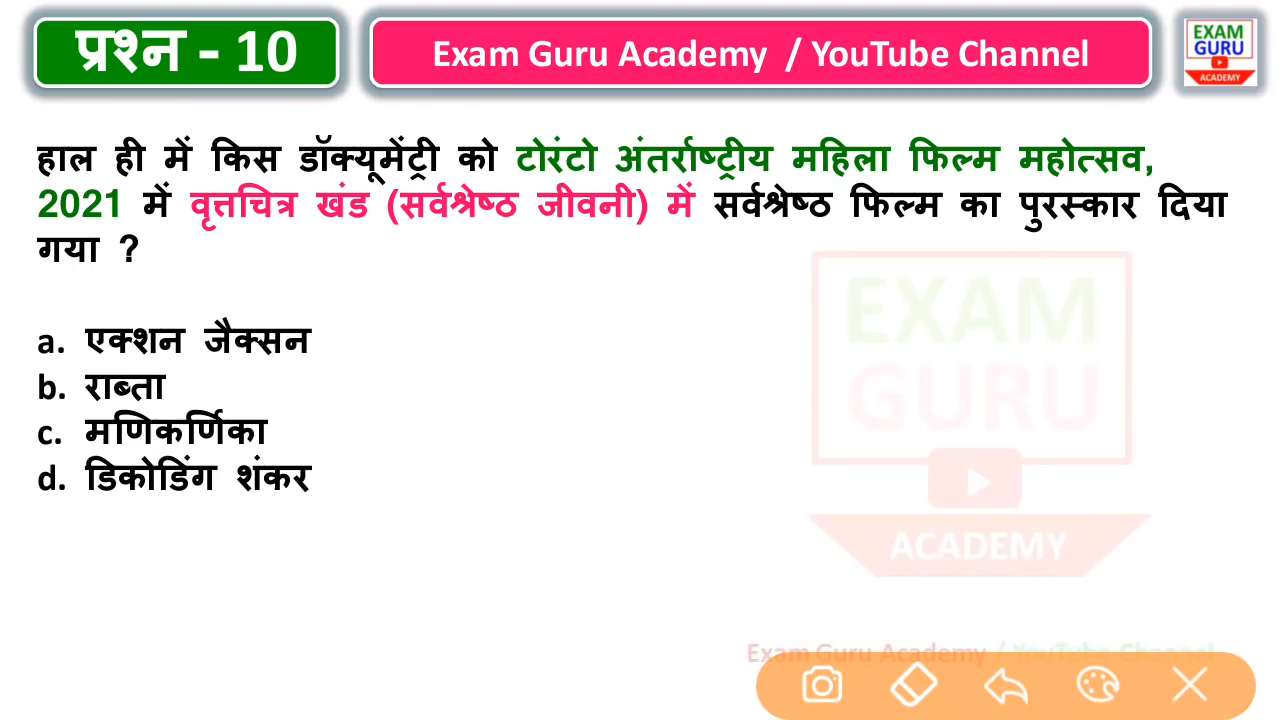 प्रश्न - 10
Exam Guru Academy / YouTube Channel
EXAM
GURU
ACADEMY
हाल ही में किस डॉक्यूमेंट्री को टोरंटो अंतर्राष्ट्रीय महिला फिल्म महोत्सव,
2021 में वृत्तचित्र खंड (सर्वश्रेष्ठ जीवनी) में सर्वश्रेष्ठ फिल्म का पुरस्कार दिया
गया ?
a. एक्शन जैक्सन
b. राब्ता
c. मणिकर्णिका
d. डिकोडिंग शंकर
EXAM
GURU
ACADEMY
Exam Guru Academy / YouTube Channel